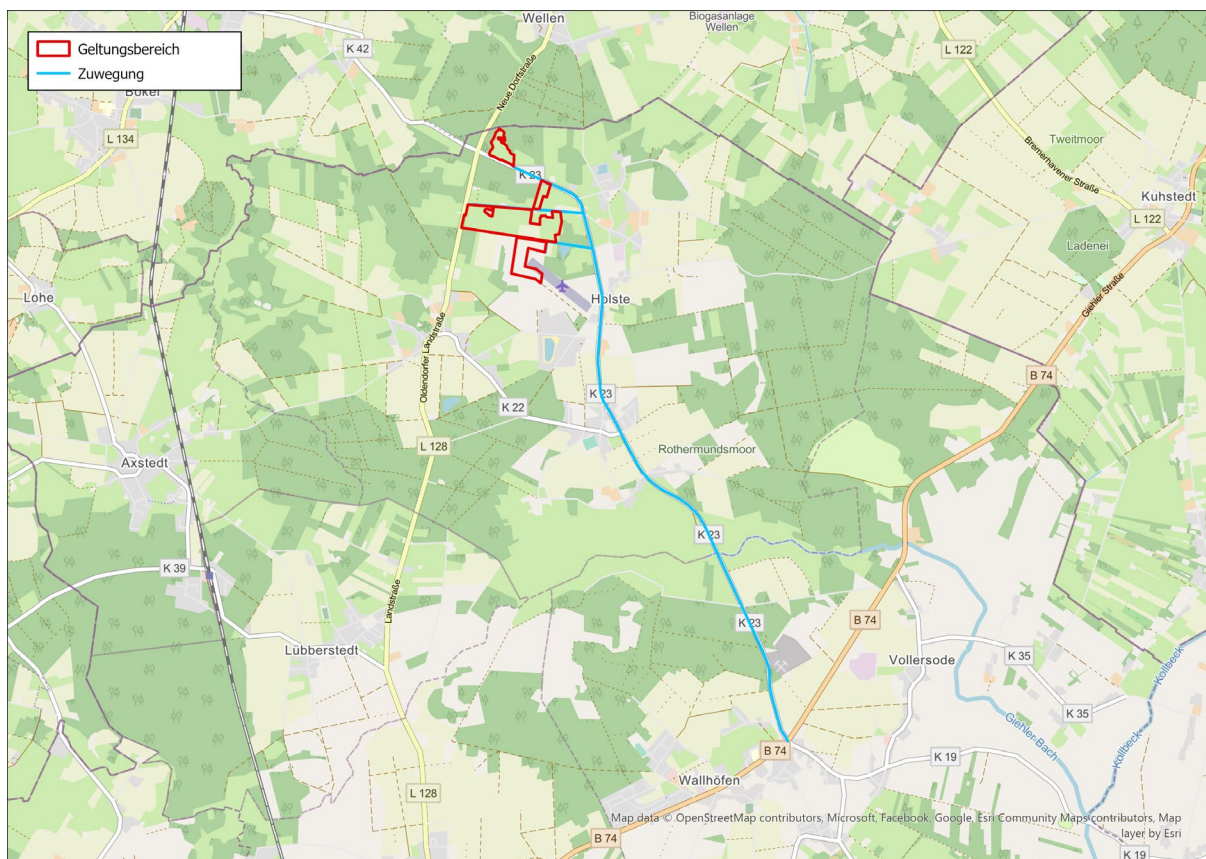 Wellen
Biogasanlage
Wellen
K 42
L 122
Geltungsbereich
Zuwegung
Neue Dorfstraße
L 134
Tweitmoor
Bremerhavener Straße
Kuhstedt
L 122
K 23
Ladenei
Lohe
Holste
Giehler Straße
Oldendorfer Landstraße
B 74
K 23
K 22
L 128
Rothermundsmoor
Axstedt
K 23
K 39
Landstraße
K 23
B 74
Lübberstedt
Vollersode
K 35
Kollbeck
K 35
Giehler-Bach
Kollbeck
B 74
K 19
Wallhöfen
L 128
Map data © OpenStreetMap contributors, Microsoft, Facebook, Google, Esri Community Maps contributors, Map
layer by Esri
B 74
K 19